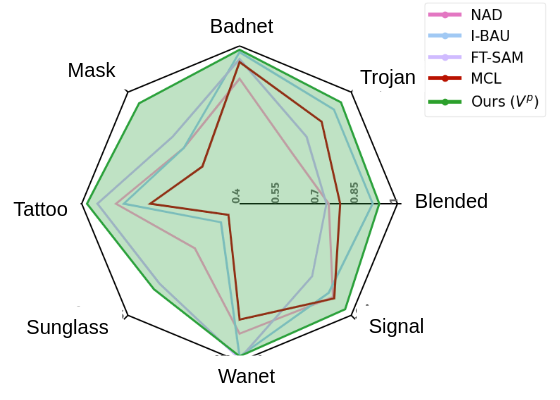 Badnet
Mask
Trojan
Tattoo
Blended
Sunglass
Signal
Wanet
0.4
0.55
0.7
0.85
NAD
I-BAU
FT-SAM
MCL
Ours (Vᵖ)